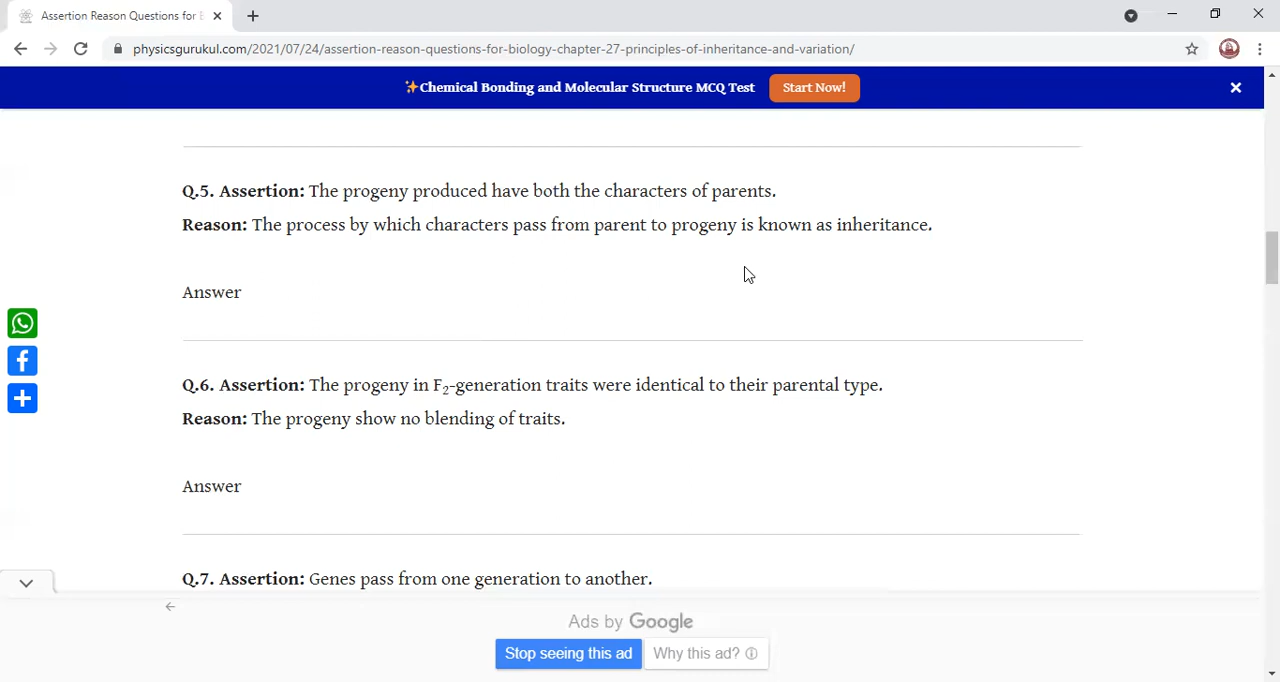 Assertion Reason Questions for
physicsgurukul.com/2021/07/24/assertion-reason-questions-for-biology-chapter-27-principles-of-inheritance-and-variation/
✨Chemical Bonding and Molecular Structure MCQ Test Start Now!
Q.5. Assertion: The progeny produced have both the characters of parents.
Reason: The process by which characters pass from parent to progeny is known as inheritance.
Answer
Q.6. Assertion: The progeny in F₂-generation traits were identical to their parental type.
Reason: The progeny show no blending of traits.
Answer
Q.7. Assertion: Genes pass from one generation to another.
Ads by Google
Stop seeing this ad Why this ad?